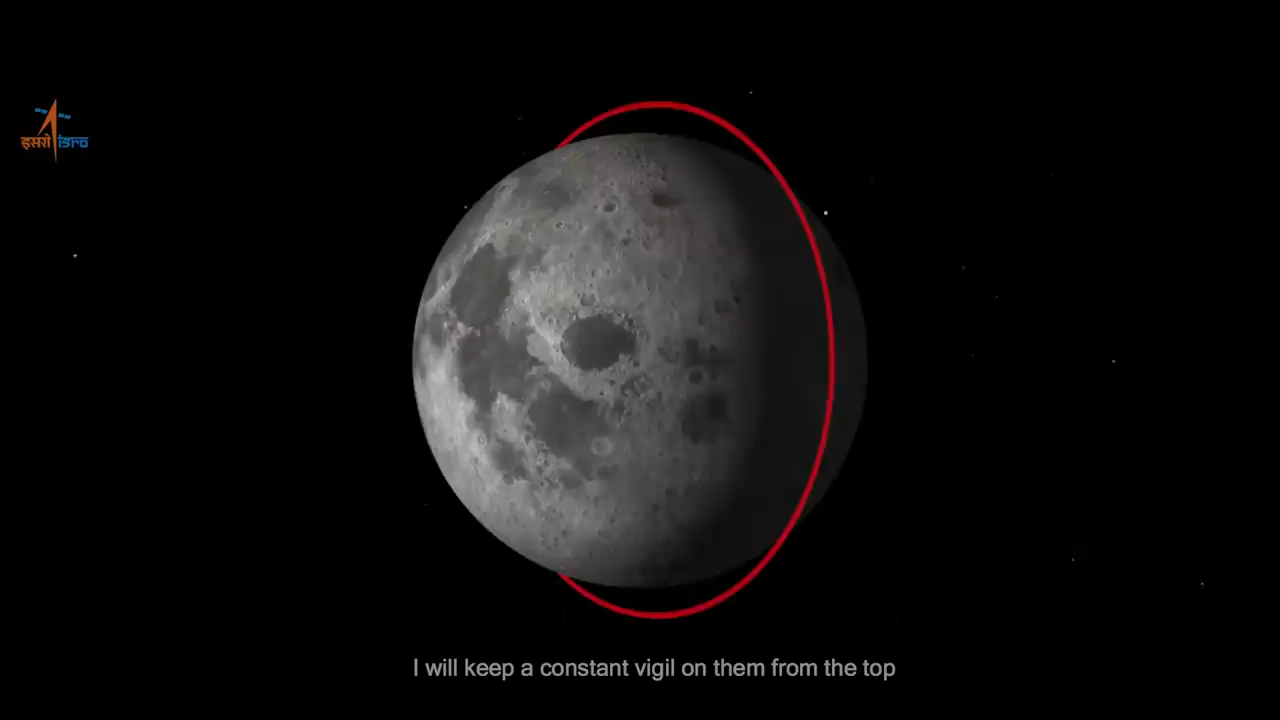 इसरो isro
I will keep a constant vigil on them from the top